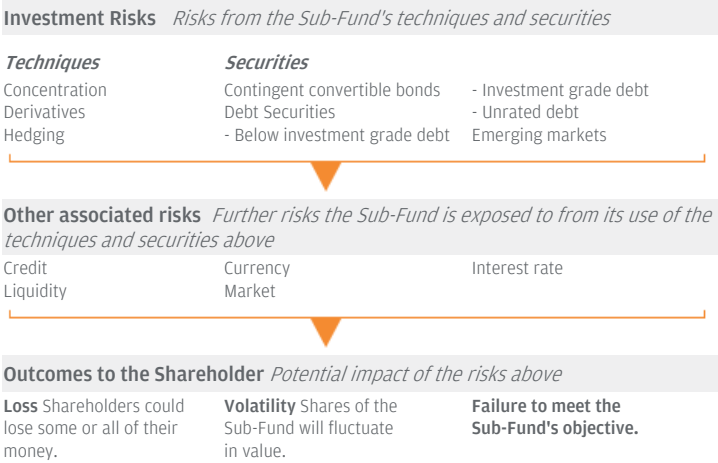 Investment Risks Risks from the Sub-Fund's techniques and securities
Techniques
Concentration
Derivatives
Hedging
Securities
Contingent convertible bonds
Debt Securities
- Below investment grade debt
- Investment grade debt
- Unrated debt
Emerging markets
Other associated risks Further risks the Sub-Fund is exposed to from its use of the
techniques and securities above
Credit
Liquidity
Currency
Market
Interest rate
Outcomes to the Shareholder Potential impact of the risks above
Loss Shareholders could
lose some or all of their
money.
Volatility Shares of the
Sub-Fund will fluctuate
in value.
Failure to meet the
Sub-Fund's objective.